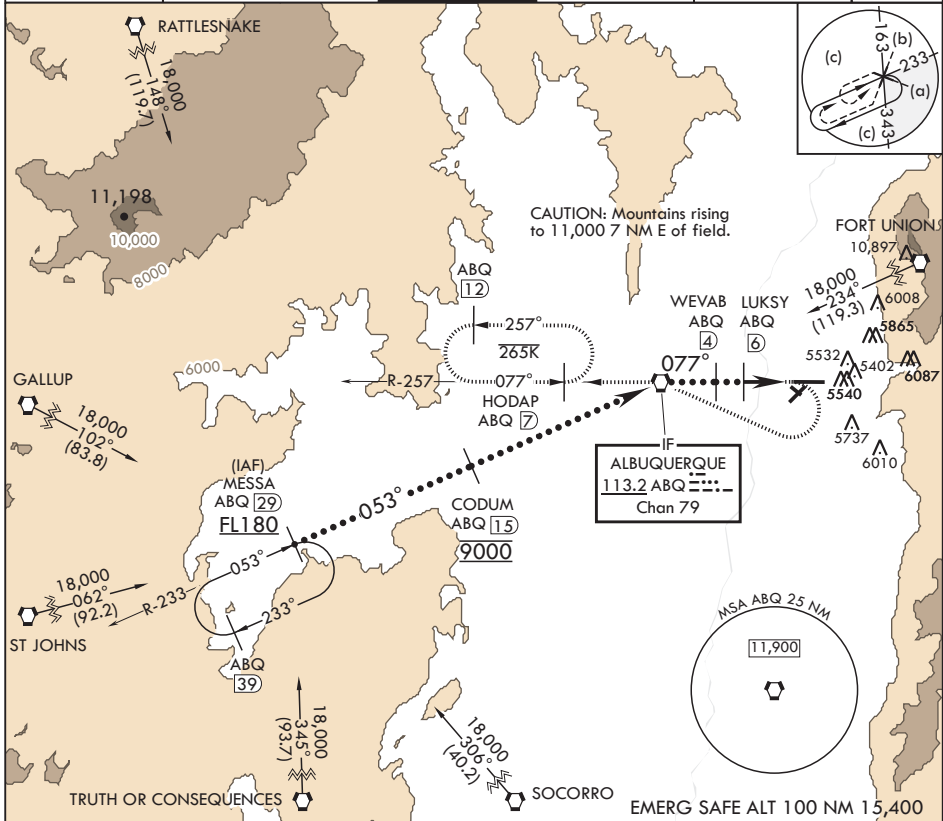 RATTLESNAKE
18,000
148°
(119.7)
11,198
10,000
8000
163
(b)
(c)
233
(a)
343
(c)
CAUTION: Mountains rising
to 11,000 7 NM E of field.
FORT UNION
10,897
18,000
234°
(119.3)
6008
5865
5532
5402
6087
5540
5737
6010
ABQ
12
257°
265K
R-257
077°
HODAP
ABQ 7
WEVAB
ABQ
4
LUKSY
ABQ
6
077°
6000
GALLUP
18,000
102°
(83.8)
(IAF)
MESSA
ABQ 29
FL180
053°
CODUM
ABQ 15
9000
IF
ALBUQUERQUE
113.2 ABQ
Chan 79
18,000
062°
(92.2)
R-233
053°
233°
ST JOHNS
ABQ
39
MSA ABQ 25 NM
11,900
18,000
345°
(93.7)
TRUTH OR CONSEQUENCES
18,000
306°
(40.2)
SOCORRO
EMERG SAFE ALT 100 NM 15,400